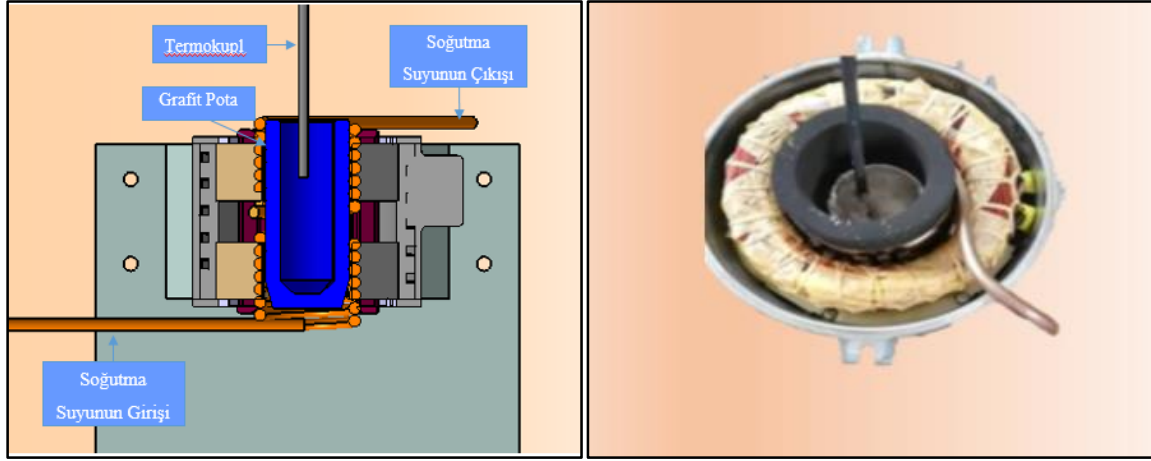 Termokupl
Soğutma
Suyunun Çıkışı
Grafit Pota
Soğutma
Suyunun Girişi